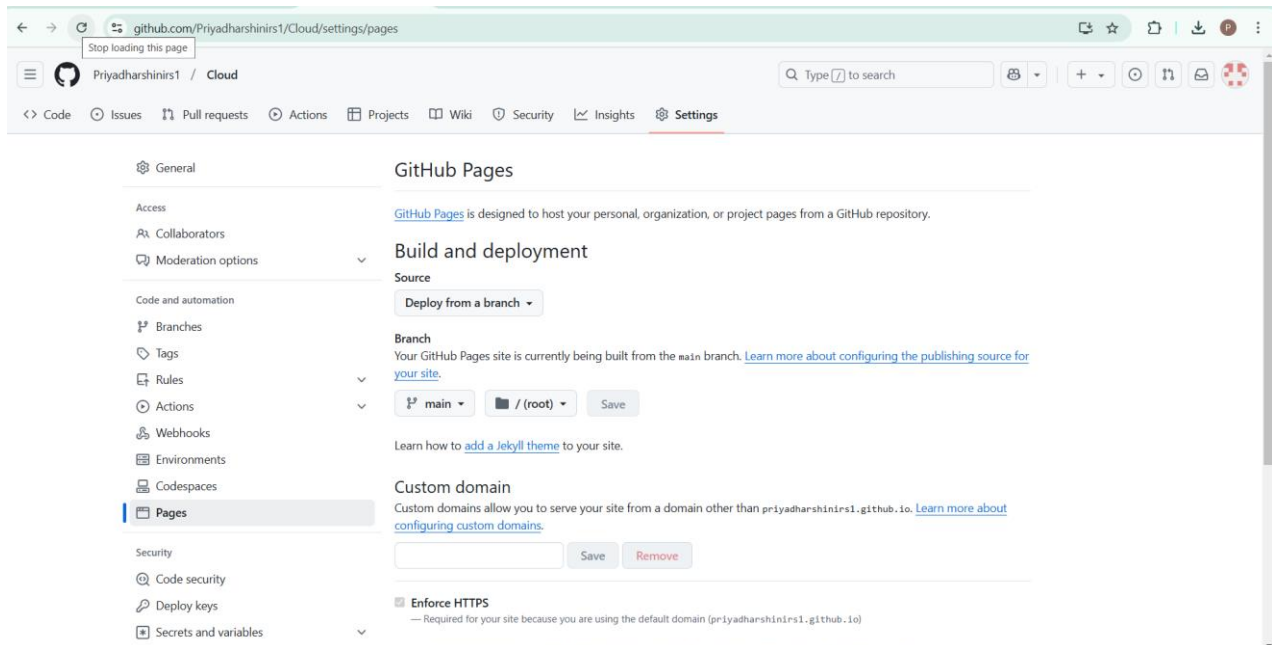 github.com/Priyadharshinirs1/Cloud/settings/pages
P
Stop loading this page
Priyadharshinirs1 / Cloud
Type / to search
<> Code Issues Pull requests Actions Projects Wiki Security Insights Settings
General
Access
Collaborators
Moderation options
Code and automation
Branches
Tags
Rules
Actions
Webhooks
Environments
Codespaces
Pages
Security
Code security
Deploy keys
Secrets and variables
GitHub Pages
GitHub Pages is designed to host your personal, organization, or project pages from a GitHub repository.
Build and deployment
Source
Deploy from a branch
Branch
Your GitHub Pages site is currently being built from the main branch. Learn more about configuring the publishing source for
your site.
main / (root) Save
Learn how to add a Jekyll theme to your site.
Custom domain
Custom domains allow you to serve your site from a domain other than priyadharshinirs1.github.io. Learn more about
configuring custom domains.
Save Remove
Enforce HTTPS
— Required for your site because you are using the default domain (priyadharshinirs1.github.io)